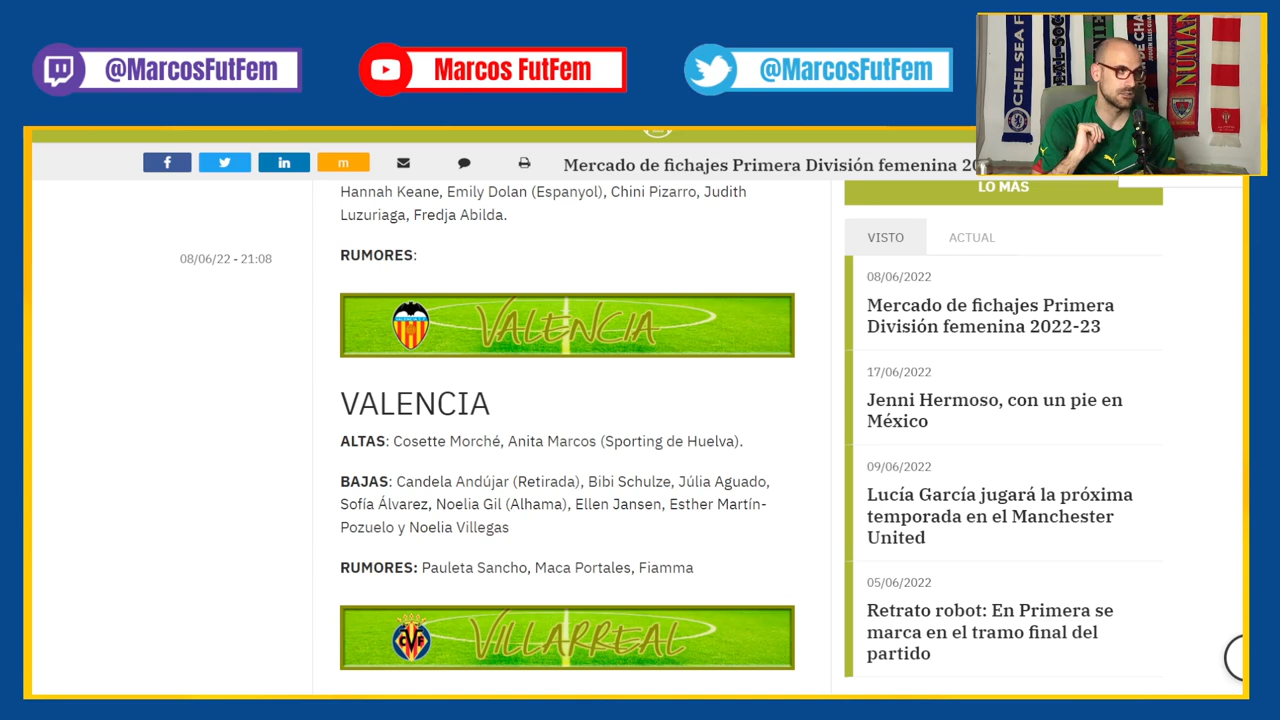 @MarcosFutFem
Marcos FutFem
@MarcosFutFem
CHELSEA F
NUMAN
Mercado de fichajes Primera División femenina 20
Hannah Keane, Emily Dolan (Espanyol), Chini Pizarro, Judith
Luzuriaga, Fredja Abilda.
08/06/22 - 21:08
RUMORES:
VALENCIA
VALENCIA
ALTAS: Cosette Morché, Anita Marcos (Sporting de Huelva).
BAJAS: Candela Andújar (Retirada), Bibi Schulze, Júlia Aguado,
Sofía Álvarez, Noelia Gil (Alhama), Ellen Jansen, Esther Martín-
Pozuelo y Noelia Villegas
RUMORES: Pauleta Sancho, Maca Portales, Fiamma
VILLARREAL
LO MÁS
VISTO
ACTUAL
08/06/2022
Mercado de fichajes Primera
División femenina 2022-23
17/06/2022
Jenni Hermoso, con un pie en
México
09/06/2022
Lucía García jugará la próxima
temporada en el Manchester
United
05/06/2022
Retrato robot: En Primera se
marca en el tramo final del
partido